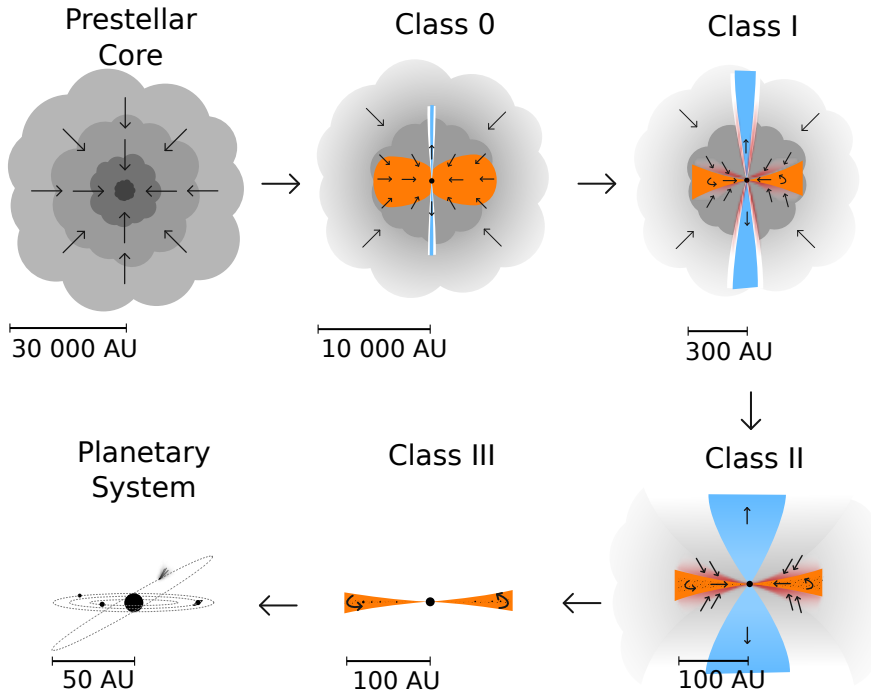 Prestellar
Core
Class 0
Class I
30 000 AU
10 000 AU
300 AU
Planetary
System
Class III
Class II
50 AU
100 AU
100 AU